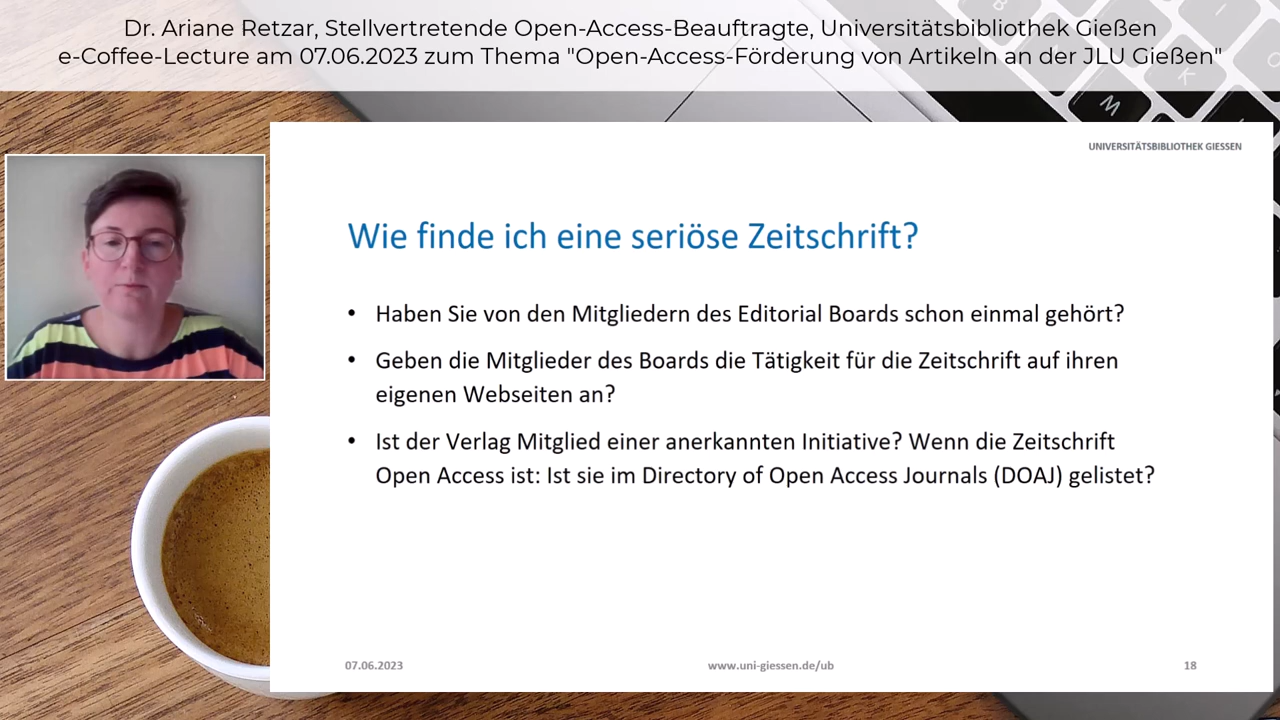 Dr. Ariane Retzar, Stellvertretende Open-Access-Beauftragte, Universitätsbibliothek Gießen
e-Coffee-Lecture am 07.06.2023 zum Thema "Open-Access-Förderung von Artikeln an der JLU Gießen"
M
K
UNIVERSITÄTSBIBLIOTHEK GIESSEN
Wie finde ich eine seriöse Zeitschrift?
• Haben Sie von den Mitgliedern des Editorial Boards schon einmal gehört?
• Geben die Mitglieder des Boards die Tätigkeit für die Zeitschrift auf ihren
eigenen Webseiten an?
• Ist der Verlag Mitglied einer anerkannten Initiative? Wenn die Zeitschrift
Open Access ist: Ist sie im Directory of Open Access Journals (DOAJ) gelistet?
07.06.2023
www.uni-giessen.de/ub
18